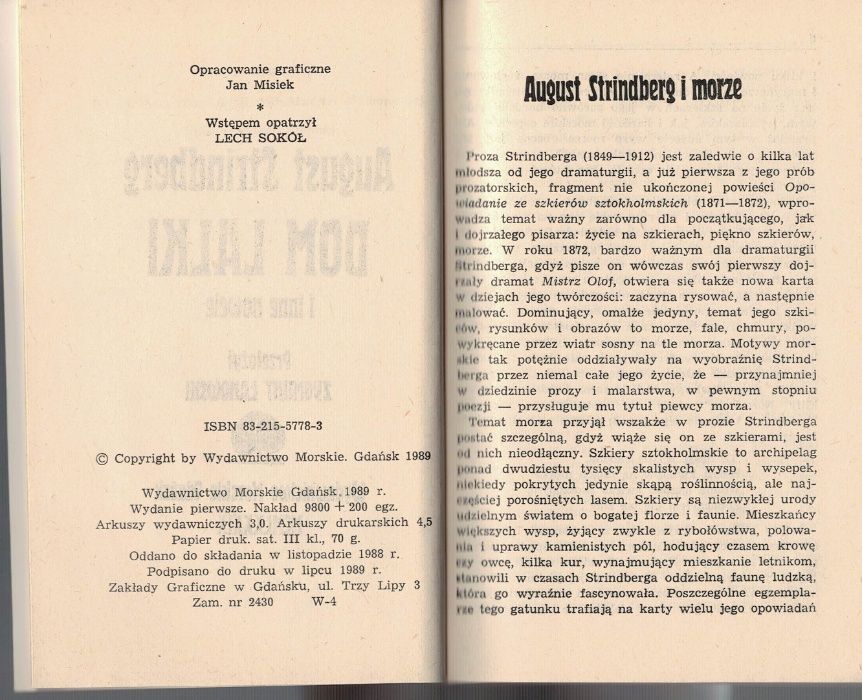 Opracowanie graficzne
Jan Misiek
*
Wstępem opatrzył
LECH SOKÓŁ
ISBN 83-215-5778-3
© Copyright by Wydawnictwo Morskie. Gdańsk 1989
Wydawnictwo Morskie Gdańsk, 1989 r.
Wydanie pierwsze. Nakład 9800 + 200 egz.
Arkuszy wydawniczych 3,0. Arkuszy drukarskich 4,5
Papier druk. sat. III kl., 70 g.
Oddano do składania w listopadzie 1988 r.
Podpisano do druku w lipcu 1989 r.
Zakłady Graficzne w Gdańsku, ul. Trzy Lipy 3
Zam. nr 2430 W-4
August Strindberg i morze
Proza Strindberga (1849—1912) jest zaledwie o kilka lat
młodsza od jego dramaturgii, a już pierwsza z jego prób
prozatorskich, fragment nie ukończonej powieści Opo-
wiadanie ze szkierów sztokholmskich (1871—1872), wpro-
wadza temat ważny zarówno dla początkującego, jak
i dojrzałego pisarza: życie na szkierach, piękno szkierów,
morze. W roku 1872, bardzo ważnym dla dramaturgii
Strindberga, gdyż pisze on wówczas swój pierwszy doj-
rzały dramat Mistrz Olof, otwiera się także nowa karta
w dziejach jego twórczości: zaczyna rysować, a następnie
malować. Dominujący, omalże jedyny, temat jego szki-
ców, rysunków i obrazów to morze, fale, chmury, po-
wykręcane przez wiatr sosny na tle morza. Motywy mor-
skie tak potężnie oddziaływały na wyobraźnię Strind-
berga przez niemal całe jego życie, że — przynajmniej
w dziedzinie prozy i malarstwa, w pewnym stopniu
poezji — przysługuje mu tytuł piewcy morza.
Temat morza przyjął wszakże w prozie Strindberga
postać szczególną, gdyż wiąże się on ze szkierami, jest
od nich nieodłączny. Szkiery sztokholmskie to archipelag
ponad dwudziestu tysięcy skalistych wysp i wysepek,
niekiedy pokrytych jedynie skąpą roślinnością, ale naj-
częściej porośniętych lasem. Szkiery są niezwykłej urody
udzielnym światem o bogatej florze i faunie. Mieszkańcy
większych wysp, żyjący zwykle z rybołówstwa, polowa-
nia i uprawy kamienistych pól, hodujący czasem krowę
czy owcę, kilka kur, wynajmujący mieszkanie letnikom,
stanowili w czasach Strindberga oddzielną faunę ludzką,
która go wyraźnie fascynowała. Poszczególne egzempla-
rze tego gatunku trafiają na karty wielu jego opowiadań